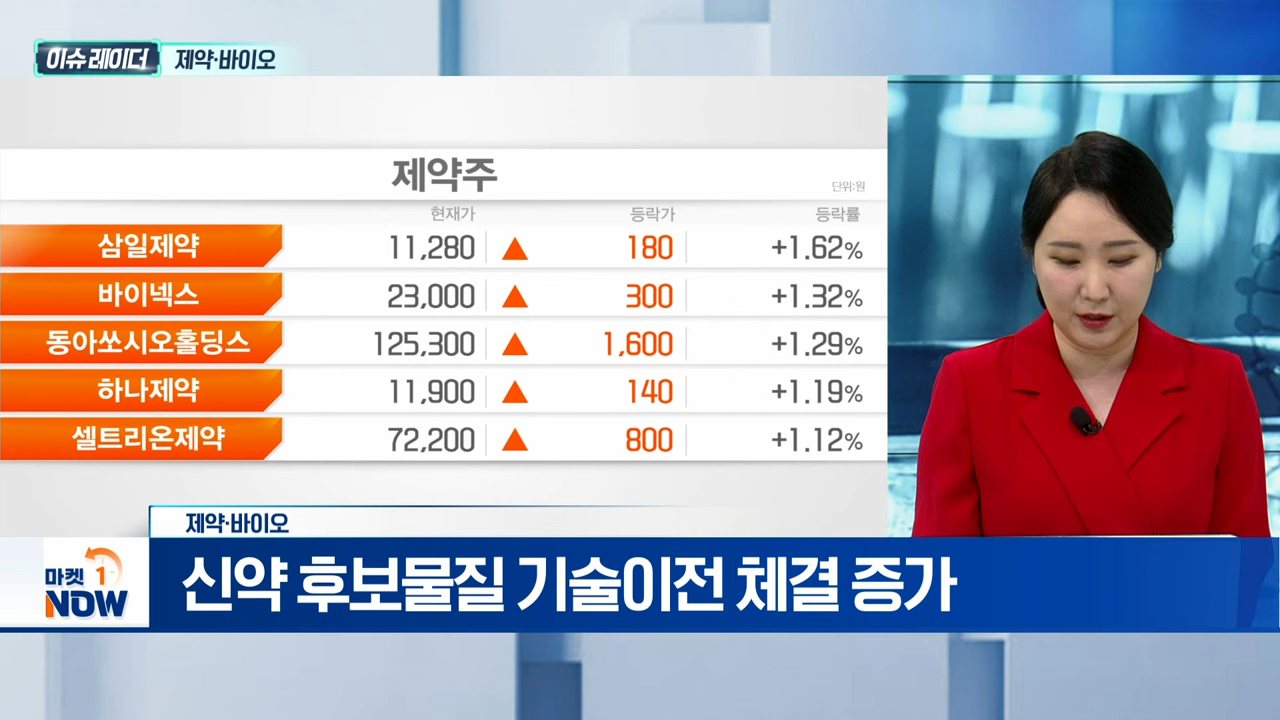 이슈레이더 제약·바이오
제약주
단위:원
현재가 등락가 등락률
삼일제약 11,280 ▲ 180 +1.62%
바이넥스 23,000 ▲ 300 +1.32%
동아쏘시오홀딩스 125,300 ▲ 1,600 +1.29%
하나제약 11,900 ▲ 140 +1.19%
셀트리온제약 72,200 ▲ 800 +1.12%
제약·바이오
마켓 1
NOW
신약 후보물질 기술이전 체결 증가